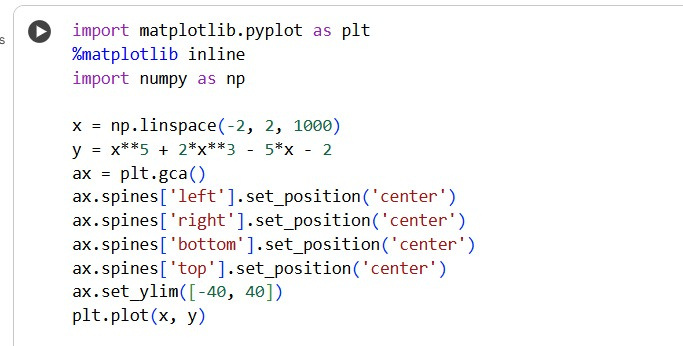 s
import matplotlib.pyplot as plt
%matplotlib inline
import numpy as np
x = np.linspace(-2, 2, 1000)
y = x**5 + 2*x**3 - 5*x - 2
ax = plt.gca()
ax.spines['left'].set_position('center')
ax.spines['right'].set_position('center')
ax.spines['bottom'].set_position('center')
ax.spines['top'].set_position('center')
ax.set_ylim([-40, 40])
plt.plot(x, y)